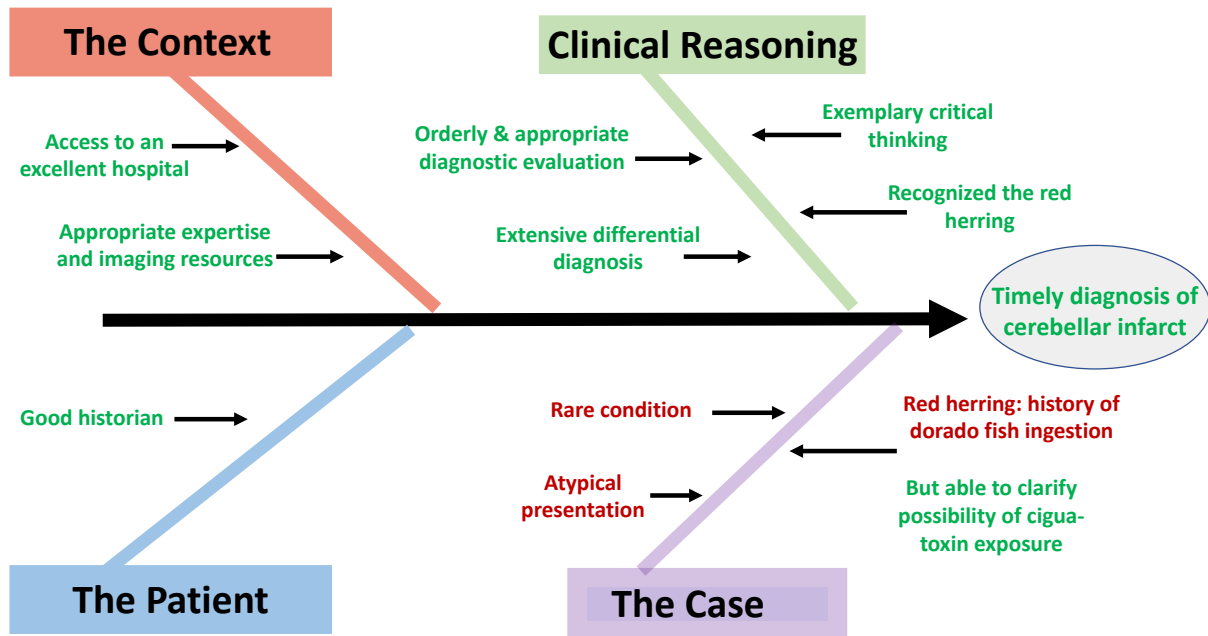 The Context
Clinical Reasoning
Access to an
excellent hospital
Appropriate expertise
and imaging resources
Orderly & appropriate
diagnostic evaluation
Exemplary critical
thinking
Extensive differential
diagnosis
Recognized the red
herring
Timely diagnosis of
cerebellar infarct
Good historian
Rare condition
Atypical
presentation
Red herring: history of
dorado fish ingestion
But able to clarify
possibility of cigua-
toxin exposure
The Patient
The Case